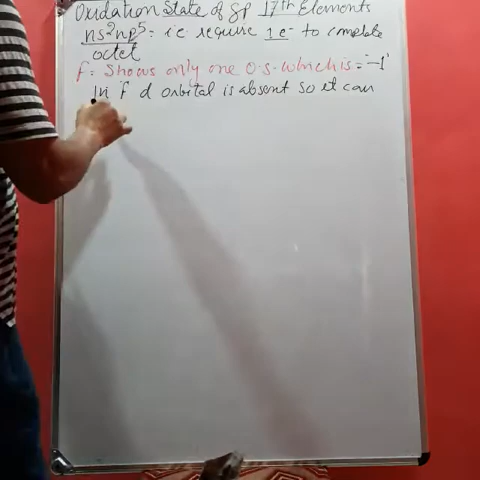 Oxidation State of gp 17th Elements
ns²np⁵ = i.e. require 1e⁻ to complete
octet
F = Shows only one O.S. which is = '-1'
In F d orbital is absent so it can